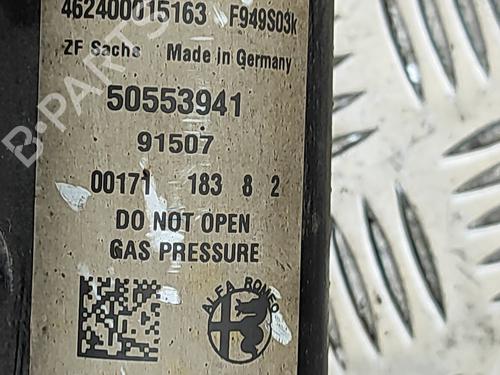 462400015163 F949S03K
ZF Sachs Made in Germany
50553941
91507
00171 183 8 2
DO NOT OPEN
GAS PRESSURE
ALFA ROMEO
B-PARTS